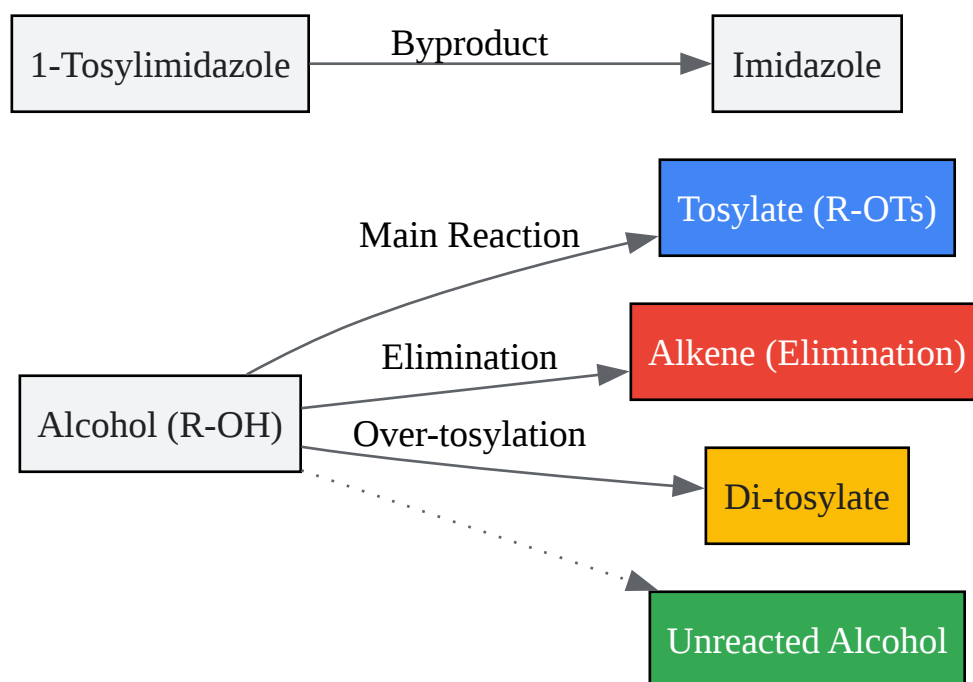 1-Tosylimidazole
Byproduct
Imidazole
Tosylate (R-OTs)
Main Reaction
Alkene (Elimination)
Elimination
Alcohol (R-OH)
Over-tosylation
Di-tosylate
Unreacted Alcohol